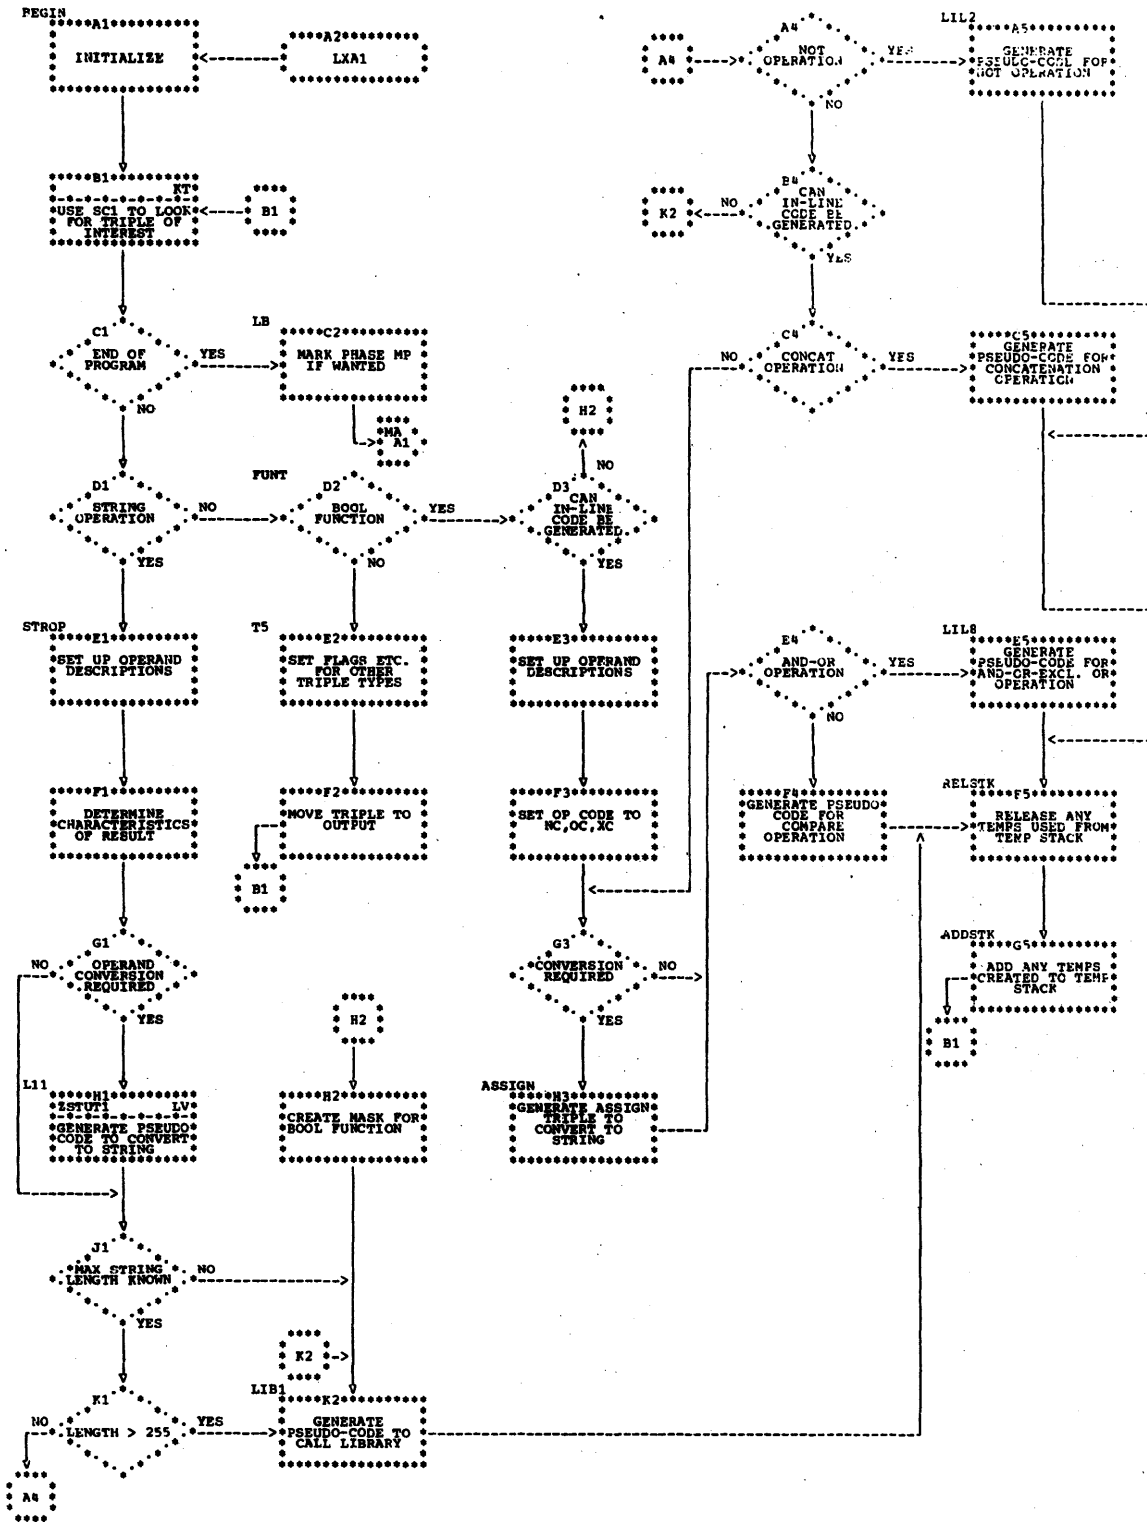 BEGIN
A1
INITIALIZE
A2
LXA1
A4
A4
NOT
OPERATION
YES
NO
LIL2
A5
GENERATE
PSEUDO-CODE FOR
NOT OPERATION
B1
KT
USE SC1 TO LOOK
FOR TRIPLE OF
INTEREST
B1
K2
NO
B4
CAN
IN-LINE
CODE BE
GENERATED
YES
C1
END OF
PROGRAM
YES
NO
LB
C2
MARK PHASE MP
IF WANTED
MA
A1
H2
NO
NO
C4
CONCAT
OPERATION
YES
C5
GENERATE
PSEUDO-CODE FOR
CONCATENATION
OPERATION
D1
STRING
OPERATION
NO
YES
FUNT
D2
BOOL
FUNCTION
YES
NO
D3
CAN
IN-LINE
CODE BE
GENERATED
YES
STROP
E1
SET UP OPERAND
DESCRIPTIONS
T5
E2
SET FLAGS ETC.
FOR OTHER
TRIPLE TYPES
E3
SET UP OPERAND
DESCRIPTIONS
E4
AND-OR
OPERATION
YES
NO
LIL8
E5
GENERATE
PSEUDO-CODE FOR
AND-OR-EXCL. OR
OPERATION
F1
DETERMINE
CHARACTERISTICS
OF RESULT
F2
MOVE TRIPLE TO
OUTPUT
B1
F3
SET OP CODE TO
NC,OC,XC
F4
GENERATE PSEUDO
CODE FOR
COMPARE
OPERATION
RELSTK
F5
RELEASE ANY
TEMPS USED FROM
TEMP STACK
G1
NO
OPERAND
CONVERSION
REQUIRED
YES
G3
CONVERSION
REQUIRED
NO
YES
ADDSTK
G5
ADD ANY TEMPS
CREATED TO TEMP
STACK
B1
H2
L11
H1
ZSTUT1 LV
GENERATE PSEUDO
CODE TO CONVERT
TO STRING
H2
CREATE MASK FOR
BOOL FUNCTION
ASSIGN
H3
GENERATE ASSIGN
TRIPLE TO
CONVERT TO
STRING
J1
MAX STRING
LENGTH KNOWN
NO
YES
K2
K1
NO
LENGTH > 255
YES
LIB1
K2
GENERATE
PSEUDO-CODE TO
CALL LIBRARY
A4